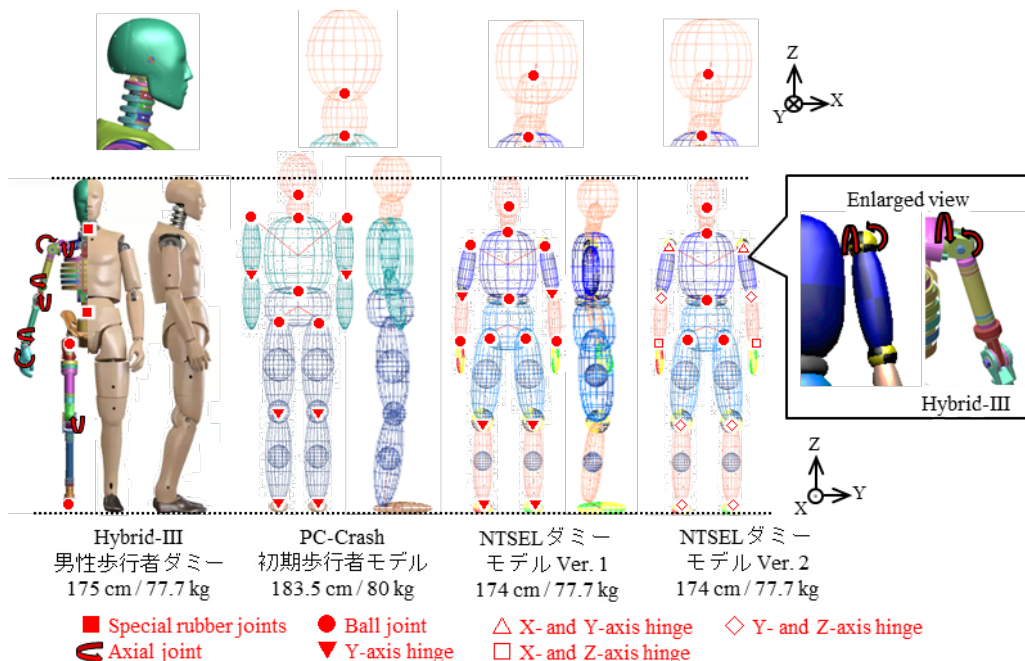 Z
Y
X
Enlarged view
Hybrid-III
Z
X
Y
Hybrid-III
男性歩行者ダミー
175 cm / 77.7 kg
PC-Crash
初期歩行者モデル
183.5 cm / 80 kg
NTSELダミー
モデル Ver. 1
174 cm / 77.7 kg
NTSELダミー
モデル Ver. 2
174 cm / 77.7 kg
Special rubber joints
Ball joint
X- and Y-axis hinge
Y- and Z-axis hinge
Axial joint
Y-axis hinge
X- and Z-axis hinge